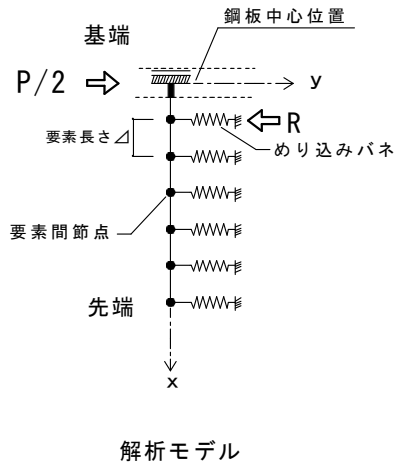 鋼板中心位置
基端
P/2
y
R
要素長さ⊿
めり込みバネ
要素間節点
先端
x
解析モデル